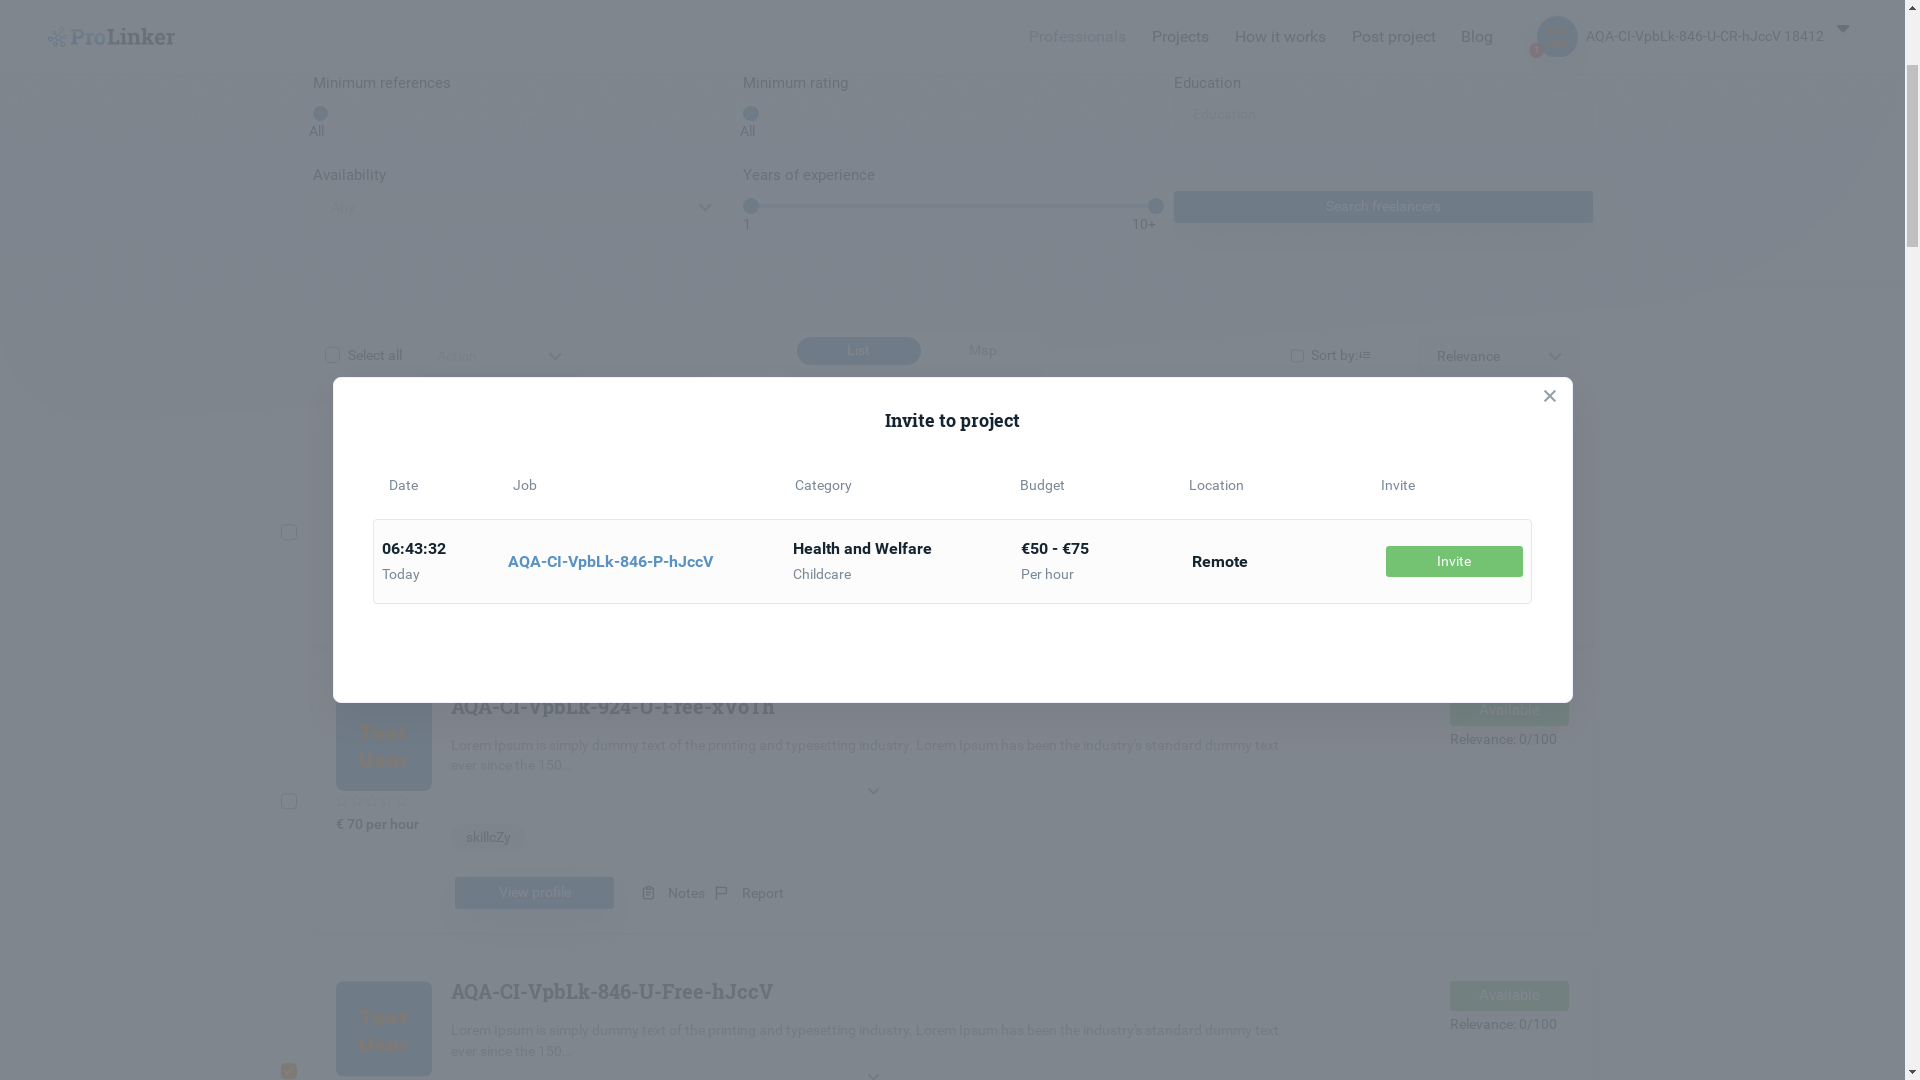 ProLinker
Professionals Projects How it works Post project Blog
1
AQA-CI-VpbLk-846-U-CR-hJccV 18412
Minimum references
All
Minimum rating
All
Education
Education
Availability
Any
Years of experience
1 10+
Search freelancers
Select all
Action
List Map
Sort by:
Relevance
Invite to project
Date Job Category Budget Location Invite
06:43:32
Today
AQA-CI-VpbLk-846-P-hJccV
Health and Welfare
Childcare
€50 - €75
Per hour
Remote
Invite
AQA-CI-VpbLk-924-U-Free-xVoTh
Available
Relevance: 0/100
Lorem Ipsum is simply dummy text of the printing and typesetting industry. Lorem Ipsum has been the industry's standard dummy text
ever since the 150...
Test
User
€ 70 per hour
skillcZy
View profile Notes Report
AQA-CI-VpbLk-846-U-Free-hJccV
Available
Relevance: 0/100
Lorem Ipsum is simply dummy text of the printing and typesetting industry. Lorem Ipsum has been the industry's standard dummy text
ever since the 150...
Test
User